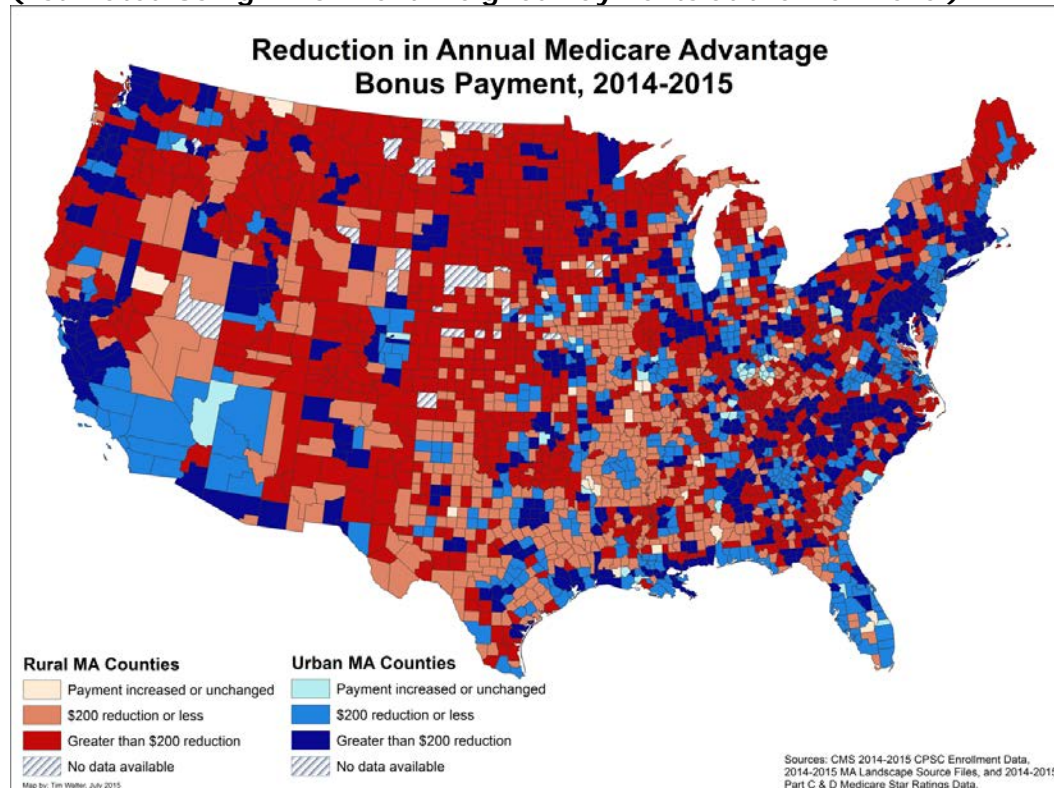 Reduction in Annual Medicare Advantage
Bonus Payment, 2014-2015
Rural MA Counties
Payment increased or unchanged
$200 reduction or less
Greater than $200 reduction
No data available
Urban MA Counties
Payment increased or unchanged
$200 reduction or less
Greater than $200 reduction
No data available
Map by: Tim Walter, July 2015
Sources: CMS 2014-2015 CPSC Enrollment Data,
2014-2015 MA Landscape Source Files, and 2014-2015
Part C & D Medicare Star Ratings Data.